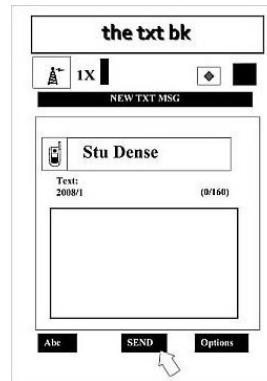 the txt bk
1X
NEW TXT MSG
Stu Dense
Text:
2008/1 (0/160)
Abc SEND Options